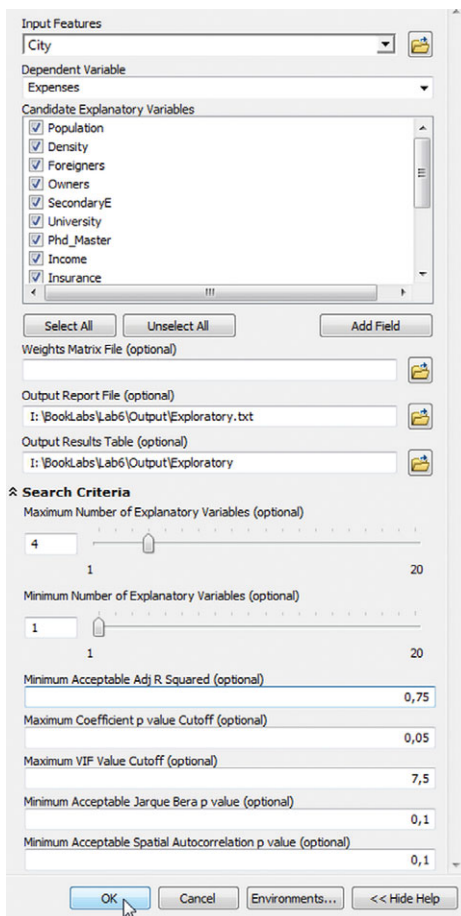 Input Features
City
Dependent Variable
Expenses
Candidate Explanatory Variables
Population
Density
Foreigners
Owners
SecondaryE
University
Phd_Master
Income
Insurance
Select All Unselect All Add Field
Weights Matrix File (optional)
Output Report File (optional)
I:\BookLabs\Lab6\Output\Exploratory.txt
Output Results Table (optional)
I:\BookLabs\Lab6\Output\Exploratory
Search Criteria
Maximum Number of Explanatory Variables (optional)
4
1 20
Minimum Number of Explanatory Variables (optional)
1
1 20
Minimum Acceptable Adj R Squared (optional)
0,75
Maximum Coefficient p value Cutoff (optional)
0,05
Maximum VIF Value Cutoff (optional)
7,5
Minimum Acceptable Jarque Bera p value (optional)
0,1
Minimum Acceptable Spatial Autocorrelation p value (optional)
0,1
OK Cancel Environments... << Hide Help